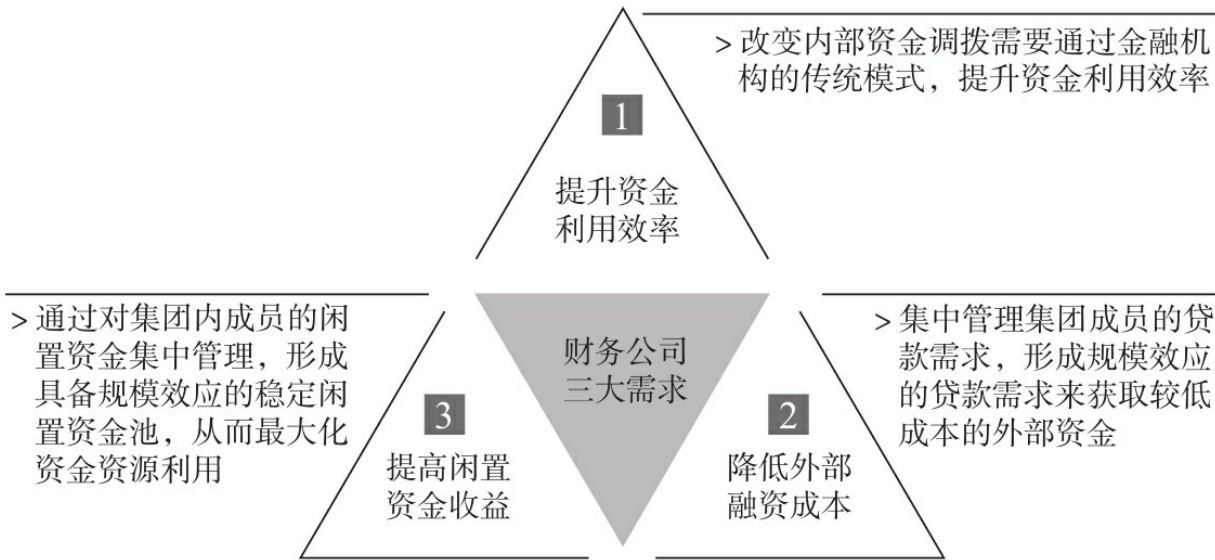 > 改变内部资金调拨需要通过金融机
构的传统模式，提升资金利用效率
1
提升资金
利用效率
财务公司
三大需求
> 集中管理集团成员的贷
款需求，形成规模效应
的贷款需求来获取较低
成本的外部资金
2
降低外部
融资成本
> 通过对集团内成员的闲
置资金集中管理，形成
具备规模效应的稳定闲
置资金池，从而最大化
资金资源利用
3
提高闲置
资金收益